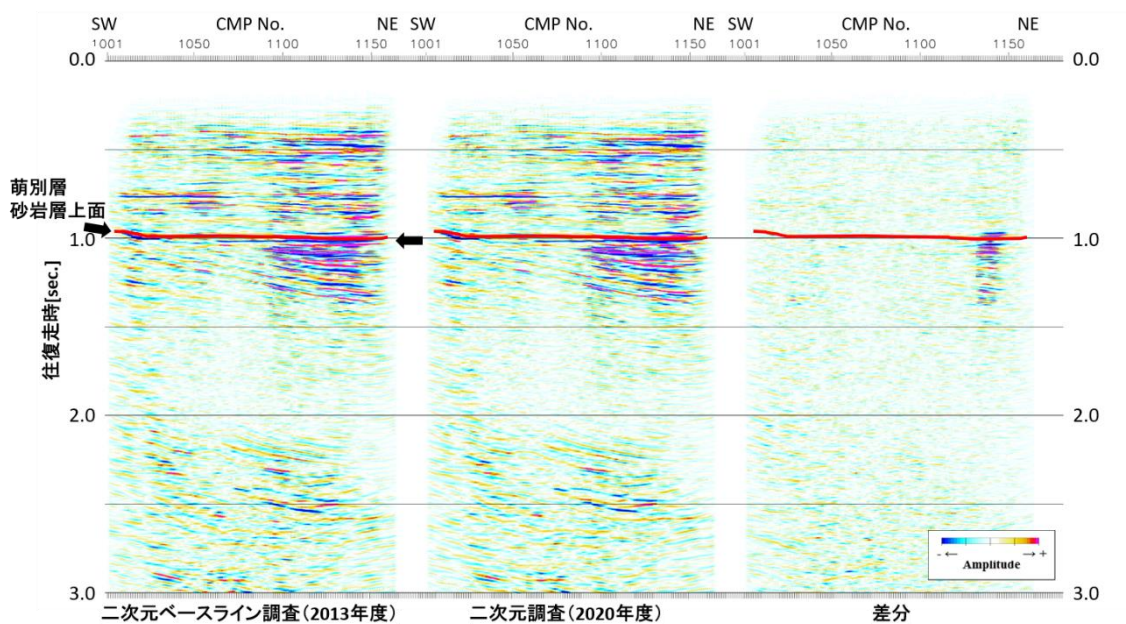 SW CMP No. NE SW CMP No. NE SW CMP No. NE
1001 1050 1100 1150 1001 1050 1100 1150 1001 1050 1100 1150
0.0 0.0
萌別層
砂岩層上面
1.0 1.0
往復走時[sec.]
2.0 2.0
- ← → +
Amplitude
3.0 3.0
二次元ベースライン調査(2013年度) 二次元調査(2020年度) 差分